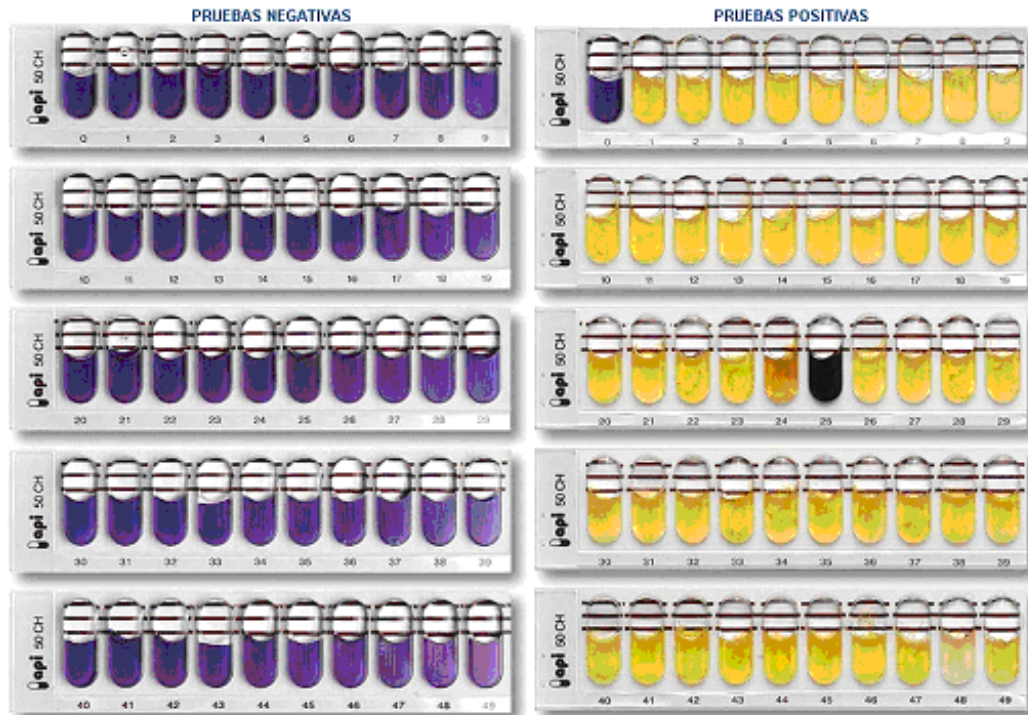 PRUEBAS NEGATIVAS
api 50 CH
0 1 2 3 4 5 6 7 8 9
api 50 CH
10 11 12 13 14 15 16 17 18 19
api 50 CH
20 21 22 23 24 25 26 27 28 29
api 50 CH
30 31 32 33 34 35 36 37 38 39
api 50 CH
40 41 42 43 44 45 46 47 48 49
PRUEBAS POSITIVAS
api 50 CH
0 1 2 3 4 5 6 7 8 9
api 50 CH
10 11 12 13 14 15 16 17 18 19
api 50 CH
20 21 22 23 24 25 26 27 28 29
api 50 CH
30 31 32 33 34 35 36 37 38 39
api 50 CH
40 41 42 43 44 45 46 47 48 49